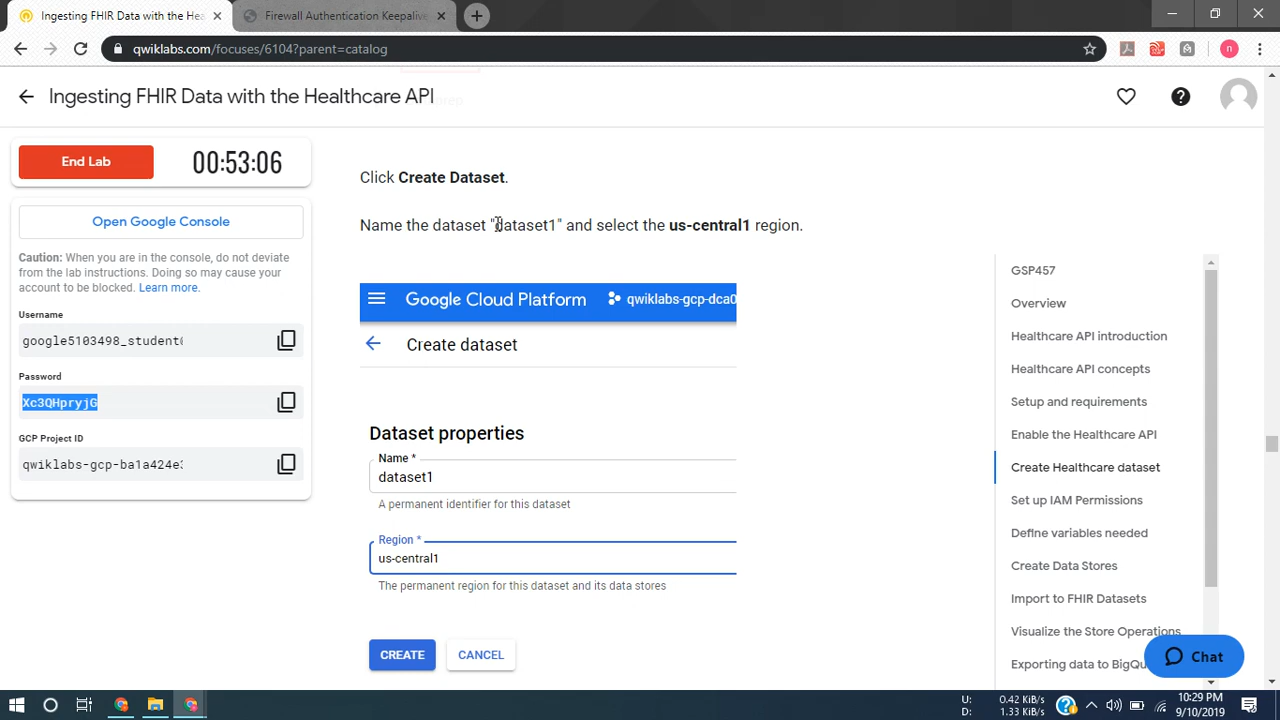 Ingesting FHIR Data with the Hea
Firewall Authentication Keepalive
qwiklabs.com/focuses/6104?parent=catalog
n
Ingesting FHIR Data with the Healthcare API
End Lab
00:53:06
Open Google Console
Caution: When you are in the console, do not deviate
from the lab instructions. Doing so may cause your
account to be blocked. Learn more.
Username
google5103498_student
Password
Xc3QHpryjG
GCP Project ID
qwiklabs-gcp-ba1a424e
Click Create Dataset.
Name the dataset "dataset1" and select the us-central1 region.
Google Cloud Platform
qwiklabs-gcp-dca0
Create dataset
Dataset properties
Name *
dataset1
A permanent identifier for this dataset
Region *
us-central1
The permanent region for this dataset and its data stores
CREATE
CANCEL
GSP457
Overview
Healthcare API introduction
Healthcare API concepts
Setup and requirements
Enable the Healthcare API
Create Healthcare dataset
Set up IAM Permissions
Define variables needed
Create Data Stores
Import to FHIR Datasets
Visualize the Store Operations
Exporting data to BigQu
Chat
U: 0.42 KiB/s
D: 1.33 KiB/s
10:29 PM
9/10/2019